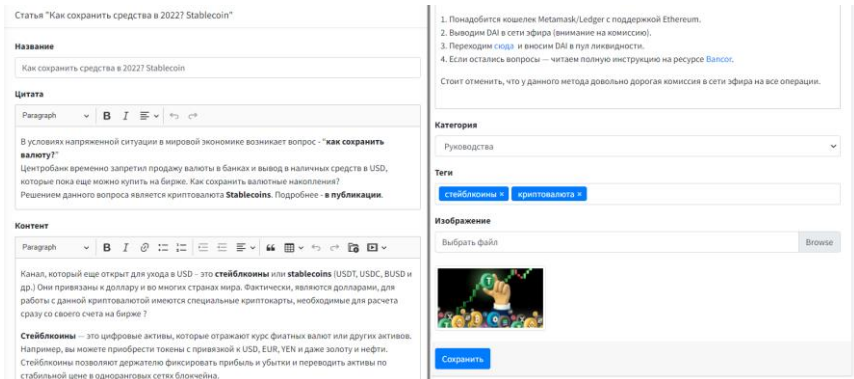 Статья "Как сохранить средства в 2022? Stablecoin"
Название
Как сохранить средства в 2022? Stablecoin
Цитата
Paragraph
В условиях напряженной ситуации в мировой экономике возникает вопрос - "как сохранить
валюту?"
Центробанк временно запретил продажу валюты в банках и вывод в наличных средств в USD,
которые пока еще можно купить на бирже. Как сохранить валютные накопления?
Решением данного вопроса является криптовалюта Stablecoins. Подробнее - в публикации.
Контент
Paragraph
Канал, который еще открыт для ухода в USD – это стейблкоины или stablecoins (USDT, USDC, BUSD и
др.) Они привязаны к доллару и во многих странах мира. Фактически, являются долларами, для
работы с данной криптовалютой имеются специальные криптокарты, необходимые для расчета
сразу со своего счета на бирже ?
Стейблкоины — это цифровые активы, которые отражают курс фиатных валют или других активов.
Например, вы можете приобрести токены с привязкой к USD, EUR, YEN и даже золоту и нефти.
Стейблкоины позволяют держателю фиксировать прибыль и убытки и переводить активы по
стабильной цене в одноранговых сетях блокчейна.
1. Понадобится кошелек Metamask/Ledger с поддержкой Ethereum.
2. Выводим DAI в сети эфира (внимание на комиссию).
3. Переходим сюда и вносим DAI в пул ликвидности.
4. Если остались вопросы — читаем полную инструкцию на ресурсе Bancor.
Стоит отменить, что у данного метода довольно дорогая комиссия в сети эфира на все операции.
Категория
Руководства
Теги
стейблкоины ×
криптовалюта ×
Изображение
Выбрать файл
Browse
Сохранить